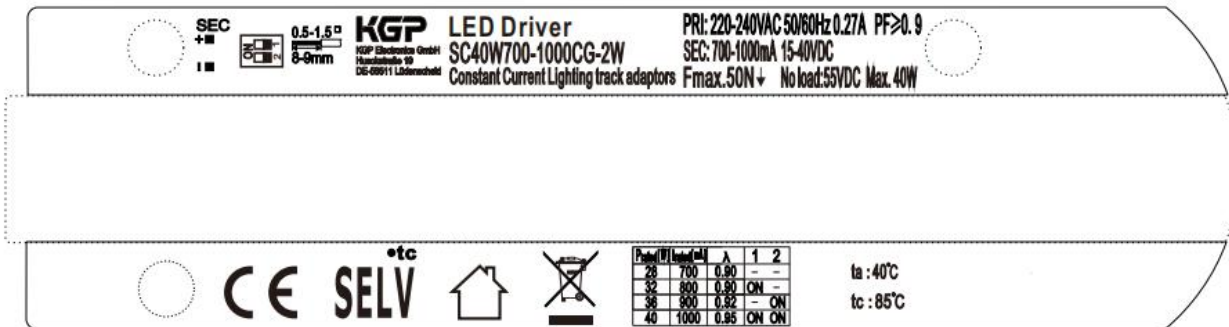 SEC
+
ON
1
2
0.5-1.5
8-9mm
KGP
KGP Electronics GmbH
DE-58511 Lüdenscheid
LED Driver
SC40W700-1000CG-2W
Constant Current Lighting track adaptors
PRI: 220-240VAC 50/60Hz 0.27A PF≥0.9
SEC: 700-1000mA 15-40VDC
Fmax.50N No load:55VDC Max. 40W
CE
•tc
SELV
Prated(W) Irated(mA) λ 1 2
28 700 0.90 - -
32 800 0.90 ON -
36 900 0.92 - ON
40 1000 0.95 ON ON
ta : 40°C
tc : 85°C